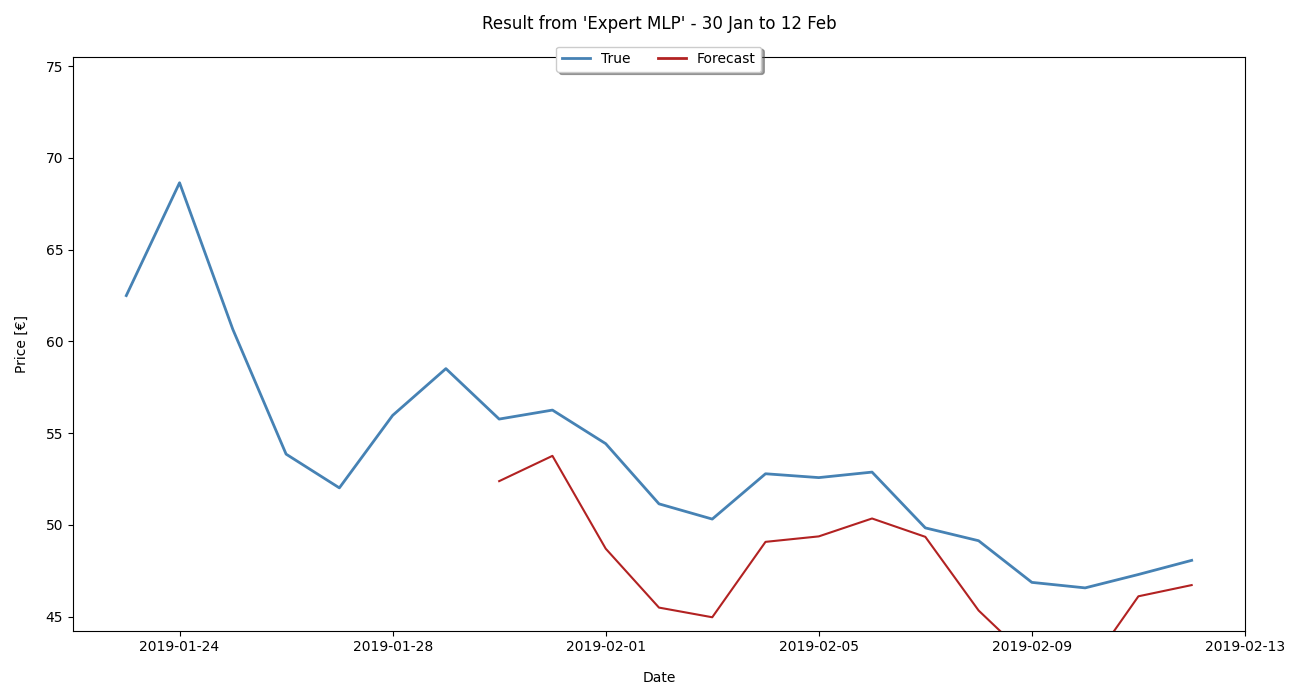 Result from 'Expert MLP' - 30 Jan to 12 Feb
True Forecast
75
70
65
60
55
50
45
Price [€]
2019-01-24 2019-01-28 2019-02-01 2019-02-05 2019-02-09 2019-02-13
Date